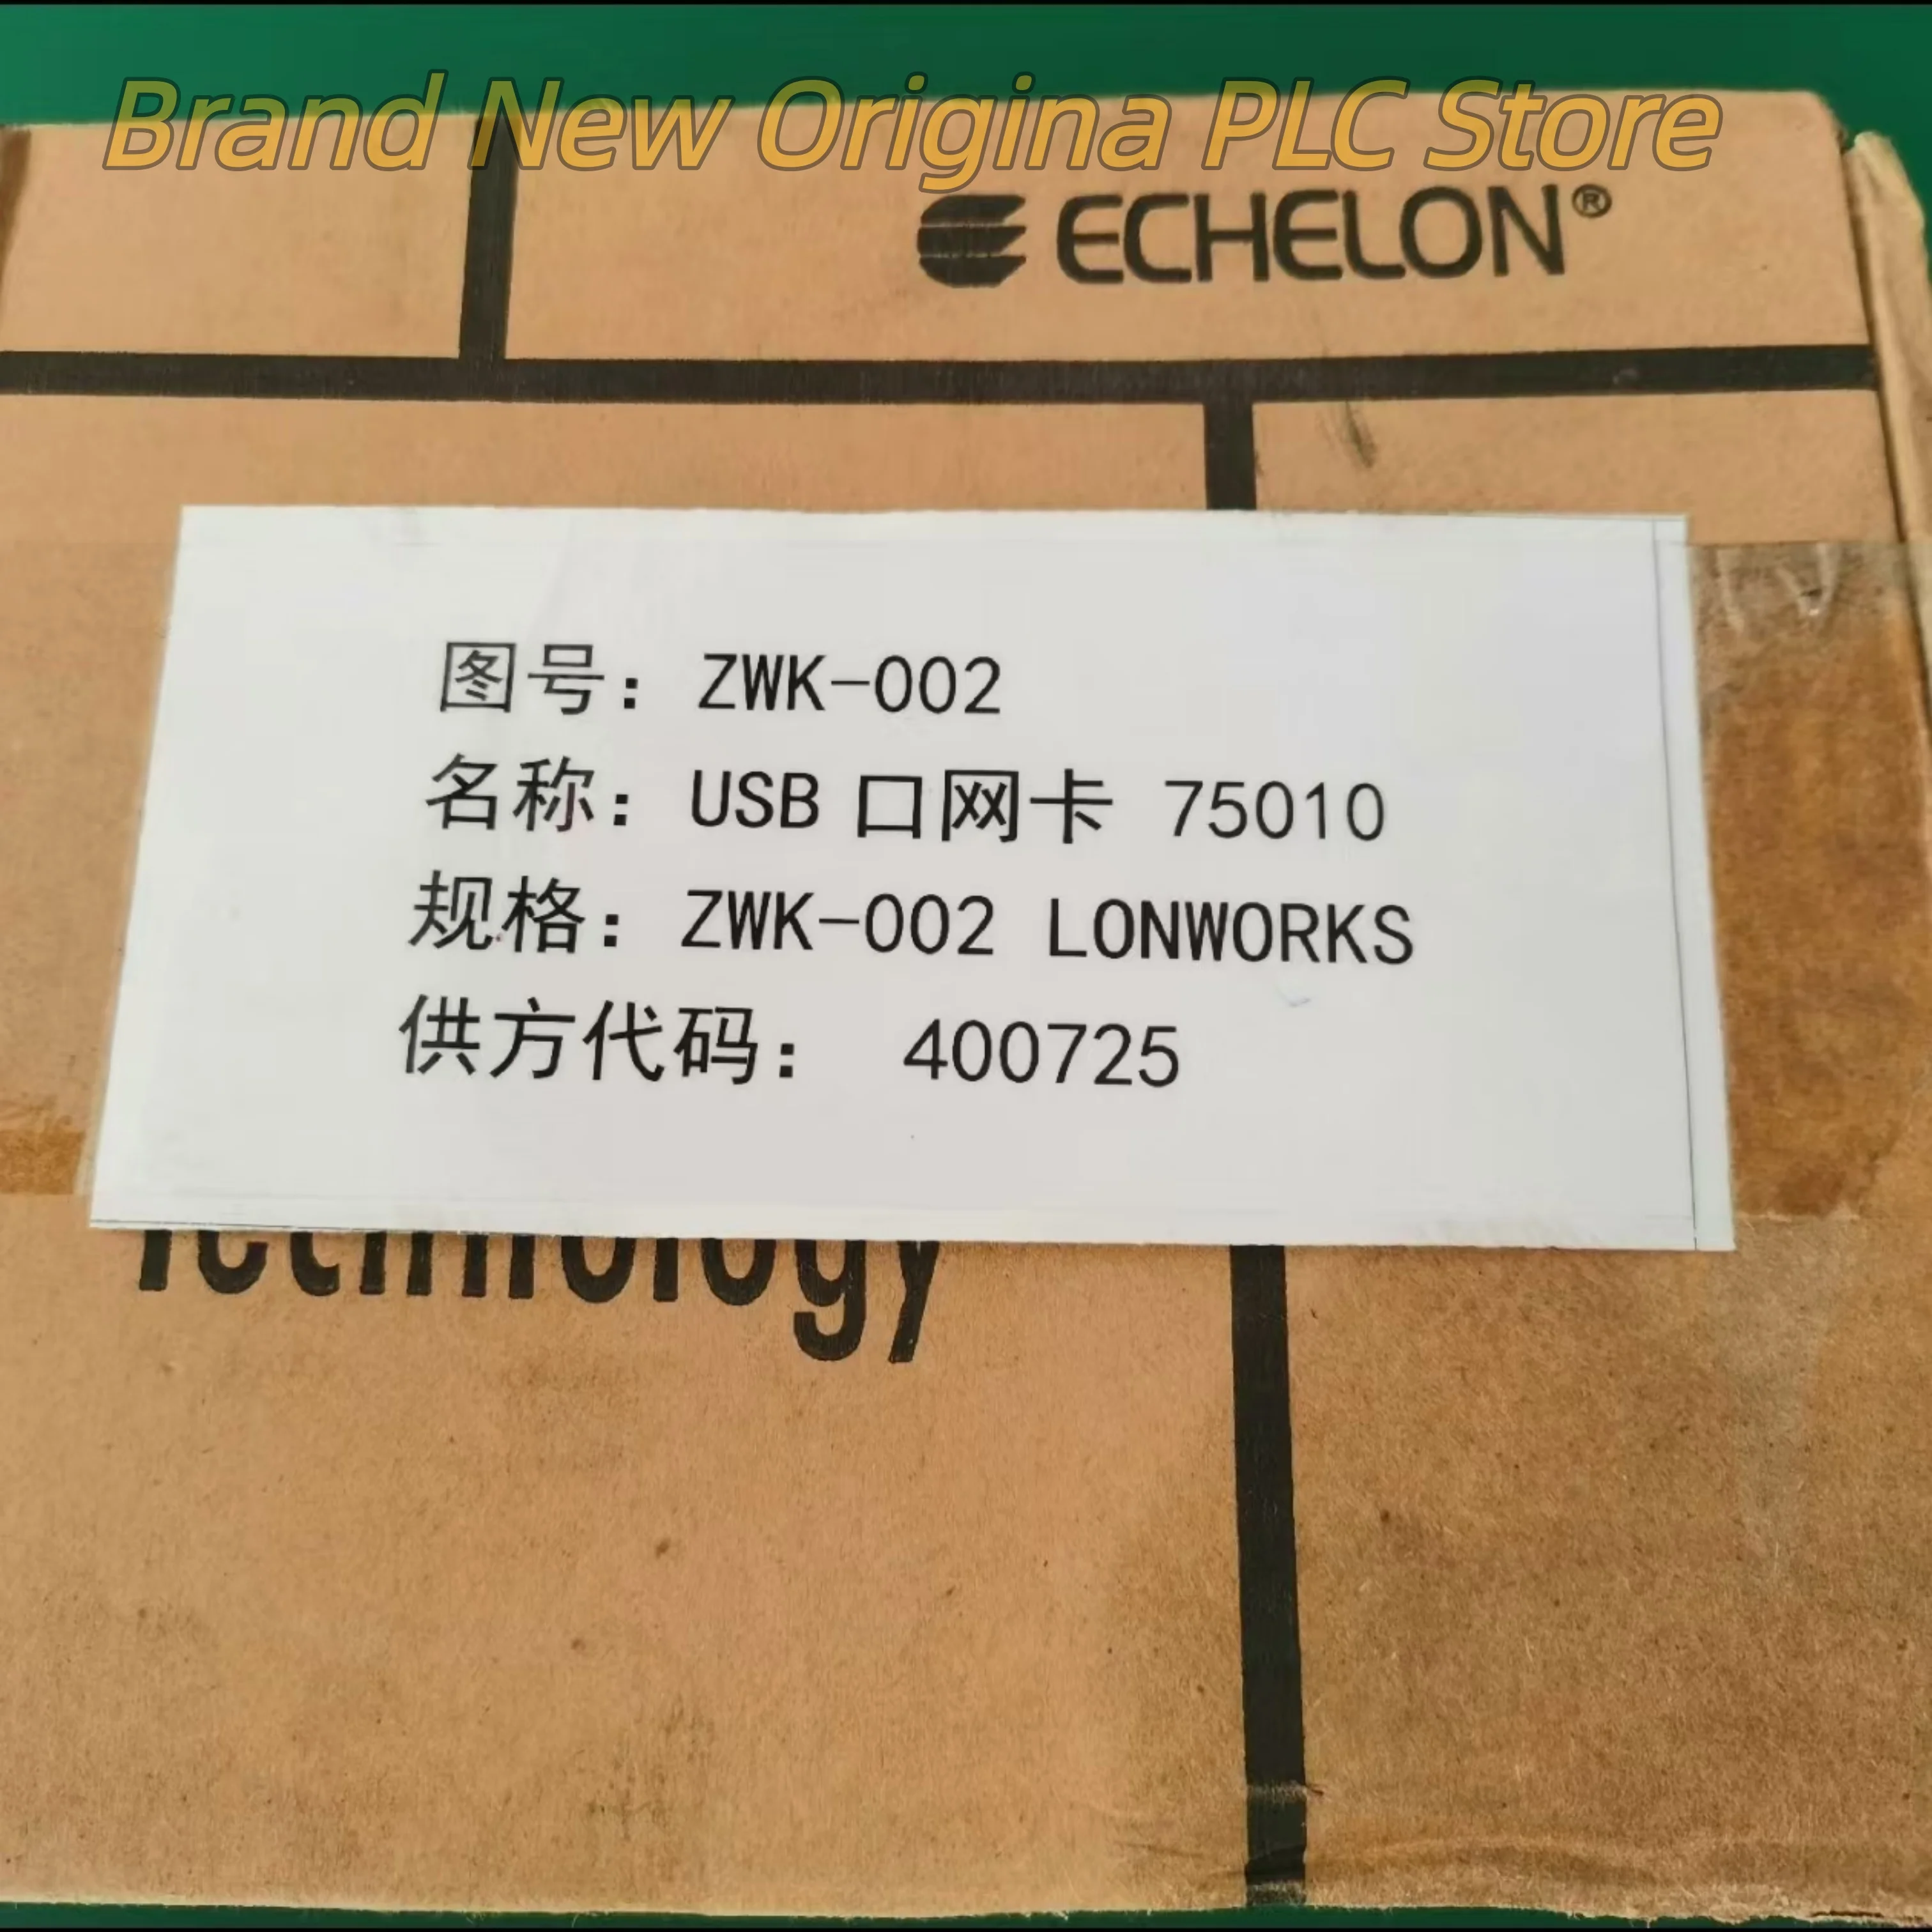 Brand New Origina PLC Store
ECHELON®
图号：ZWK-002
名称：USB 口网卡 75010
规格：ZWK-002 LONWORKS
供方代码： 400725
Technology